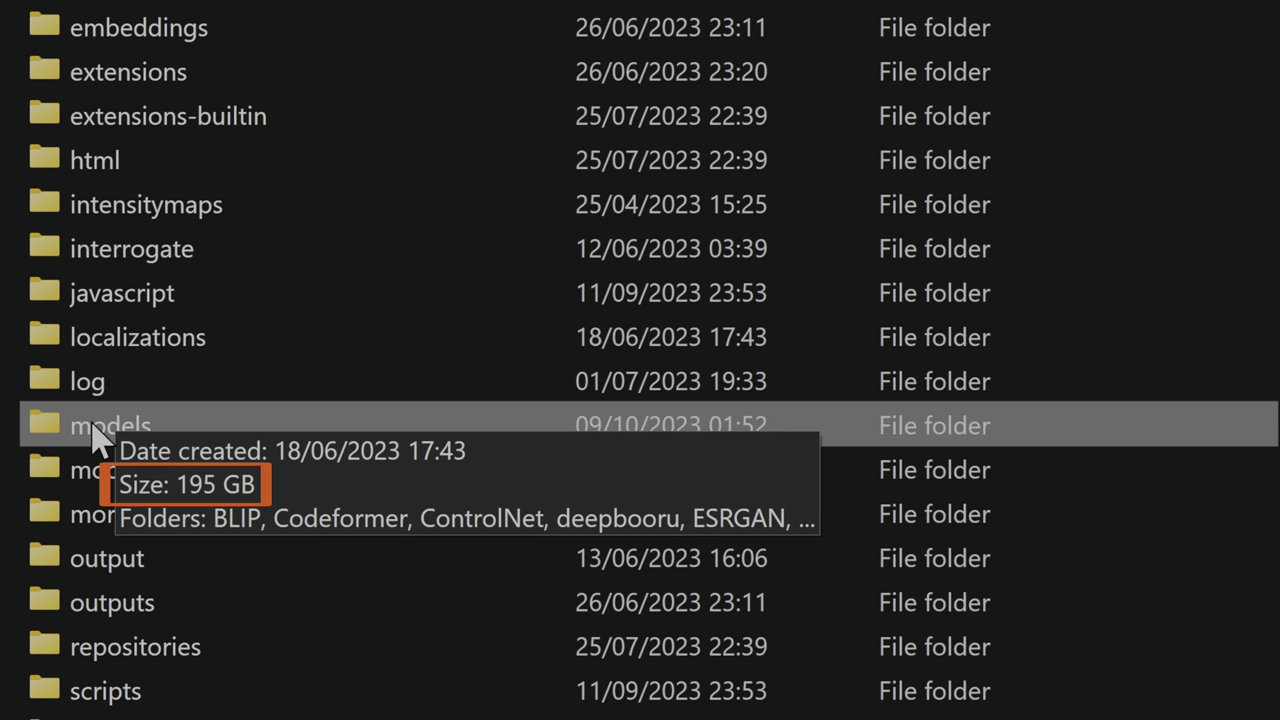 embeddings 26/06/2023 23:11 File folder
extensions 26/06/2023 23:20 File folder
extensions-builtin 25/07/2023 22:39 File folder
html 25/07/2023 22:39 File folder
intensitymaps 25/04/2023 15:25 File folder
interrogate 12/06/2023 03:39 File folder
javascript 11/09/2023 23:53 File folder
localizations 18/06/2023 17:43 File folder
log 01/07/2023 19:33 File folder
models 09/10/2023 01:52 File folder
Date created: 18/06/2023 17:43
Size: 195 GB
Folders: BLIP, Codeformer, ControlNet, deepbooru, ESRGAN, ...
output 13/06/2023 16:06 File folder
outputs 26/06/2023 23:11 File folder
repositories 25/07/2023 22:39 File folder
scripts 11/09/2023 23:53 File folder